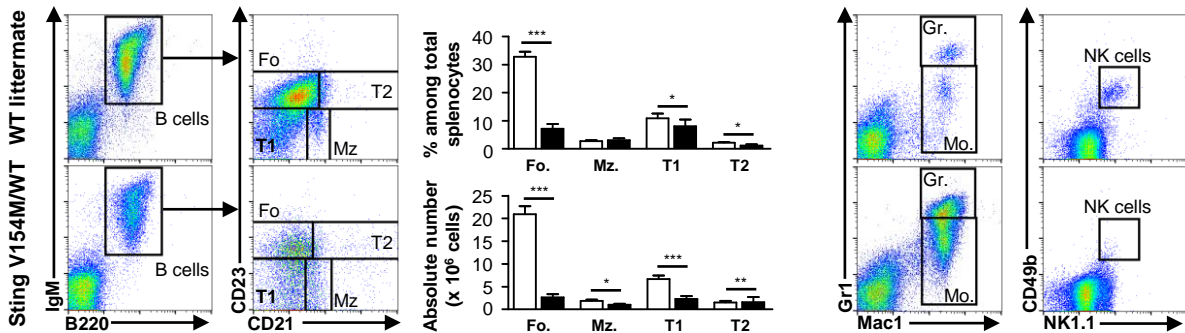 WT littermate
B cells
Fo
T2
T1
Mz
% among total
splenocytes
40
30
20
10
0
***
*
*
Fo.
Mz.
T1
T2
Gr.
Mo.
NK cells
Sting V154M/WT
IgM
B cells
B220
CD23
Fo
T2
T1
Mz
CD21
Absolute number
(x 10⁶ cells)
25
20
15
10
5
0
***
*
***
**
Fo.
Mz.
T1
T2
Gr1
Gr.
Mo.
Mac1
CD49b
NK cells
NK1.1